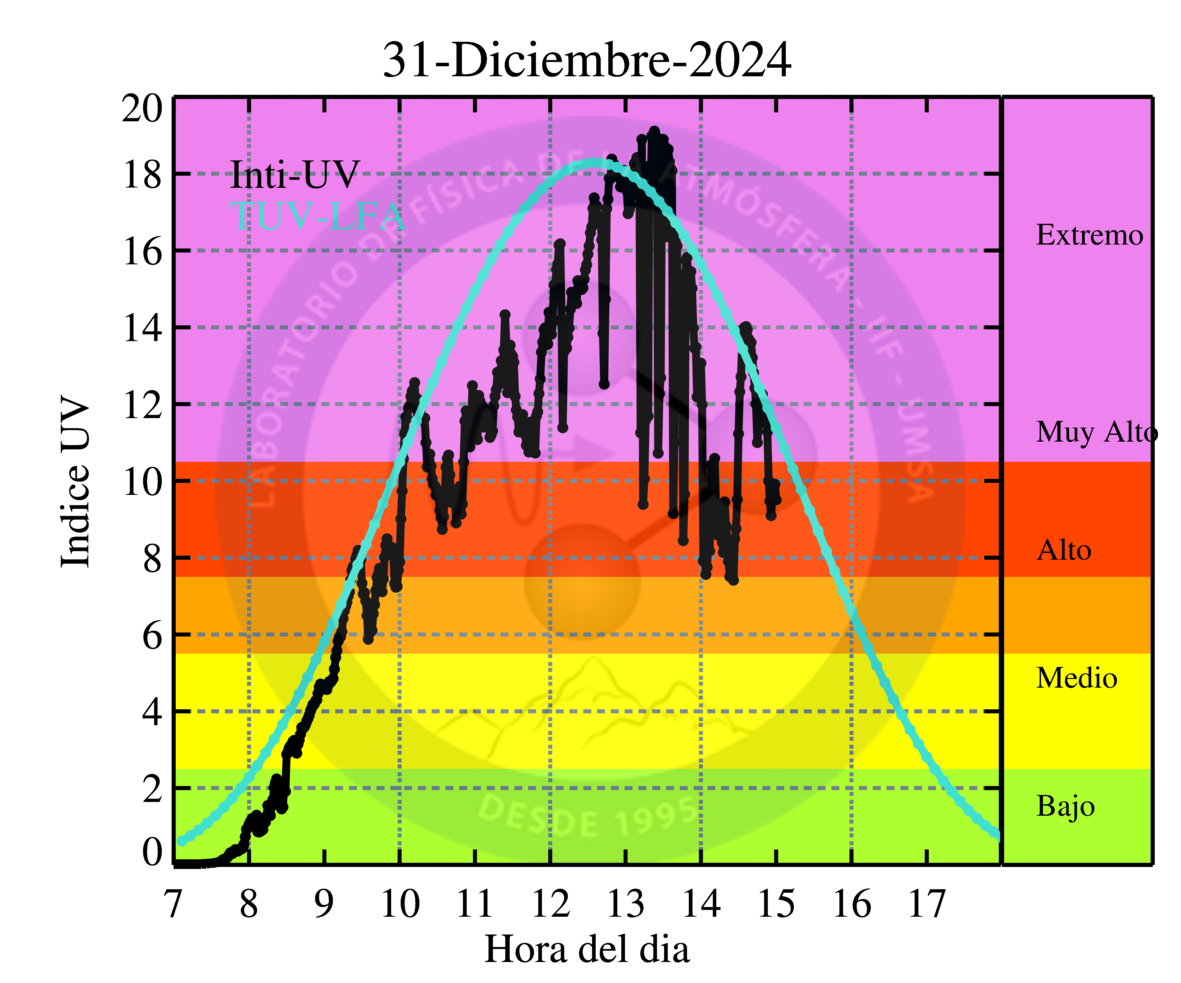 31-Diciembre-2024
20
18
16
14
12
10
8
6
4
2
0
Indice UV
Inti-UV
TUV-LFA
LABORATORIO DE FÍSICA DE LA ATMÓSFERA - IIF - UMSA
DESDE 1995
Extremo
Muy Alto
Alto
Medio
Bajo
7 8 9 10 11 12 13 14 15 16 17
Hora del dia